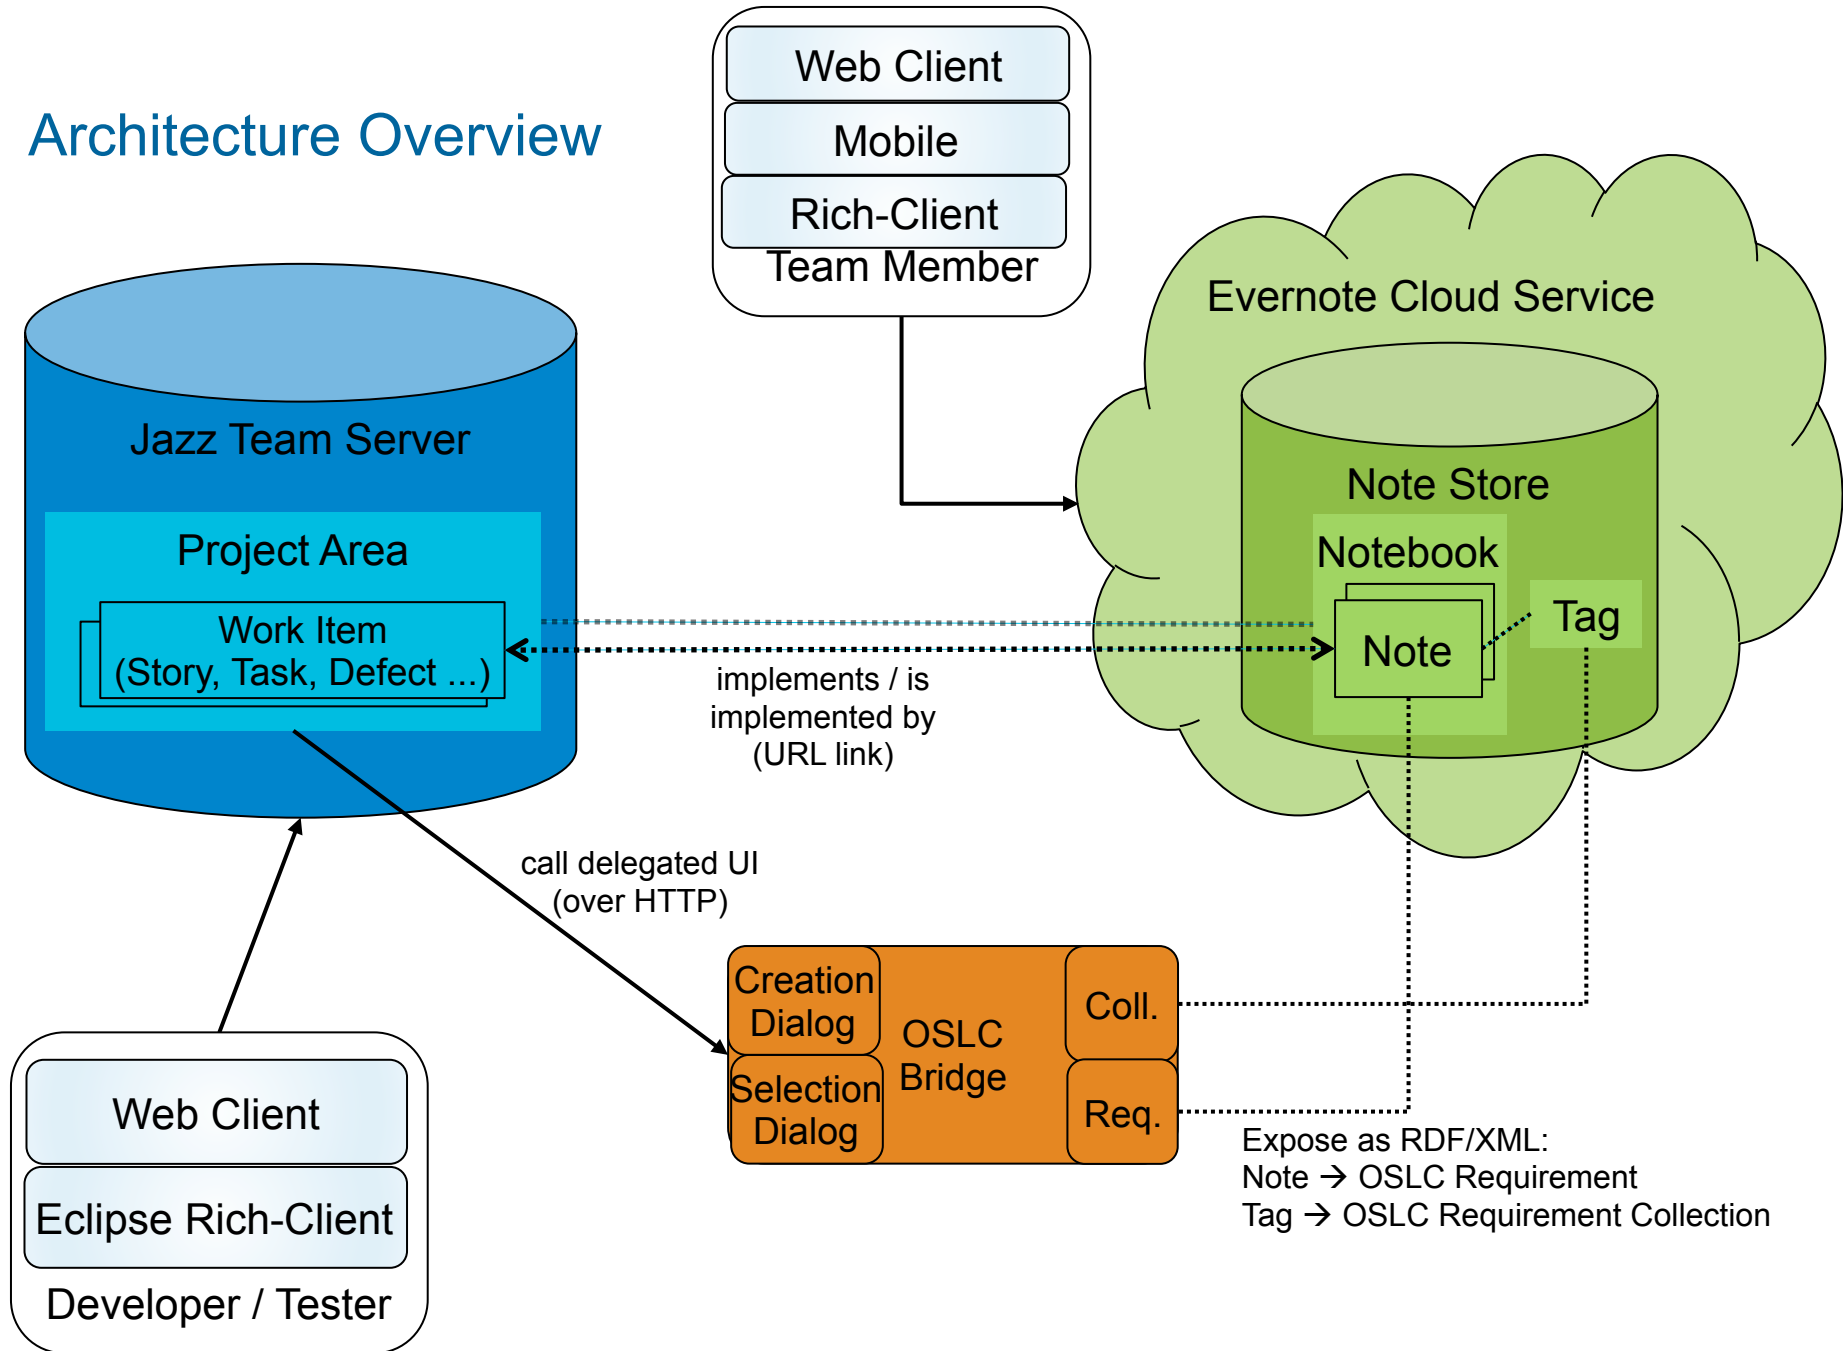 Architecture Overview
Web Client
Mobile
Rich-Client
Team Member
Evernote Cloud Service
Note Store
Notebook
Note
Tag
Jazz Team Server
Project Area
Work Item
(Story, Task, Defect ...)
implements / is
implemented by
(URL link)
call delegated UI
(over HTTP)
Creation
Dialog
Selection
Dialog
OSLC
Bridge
Coll.
Req.
Expose as RDF/XML:
Note → OSLC Requirement
Tag → OSLC Requirement Collection
Web Client
Eclipse Rich-Client
Developer / Tester